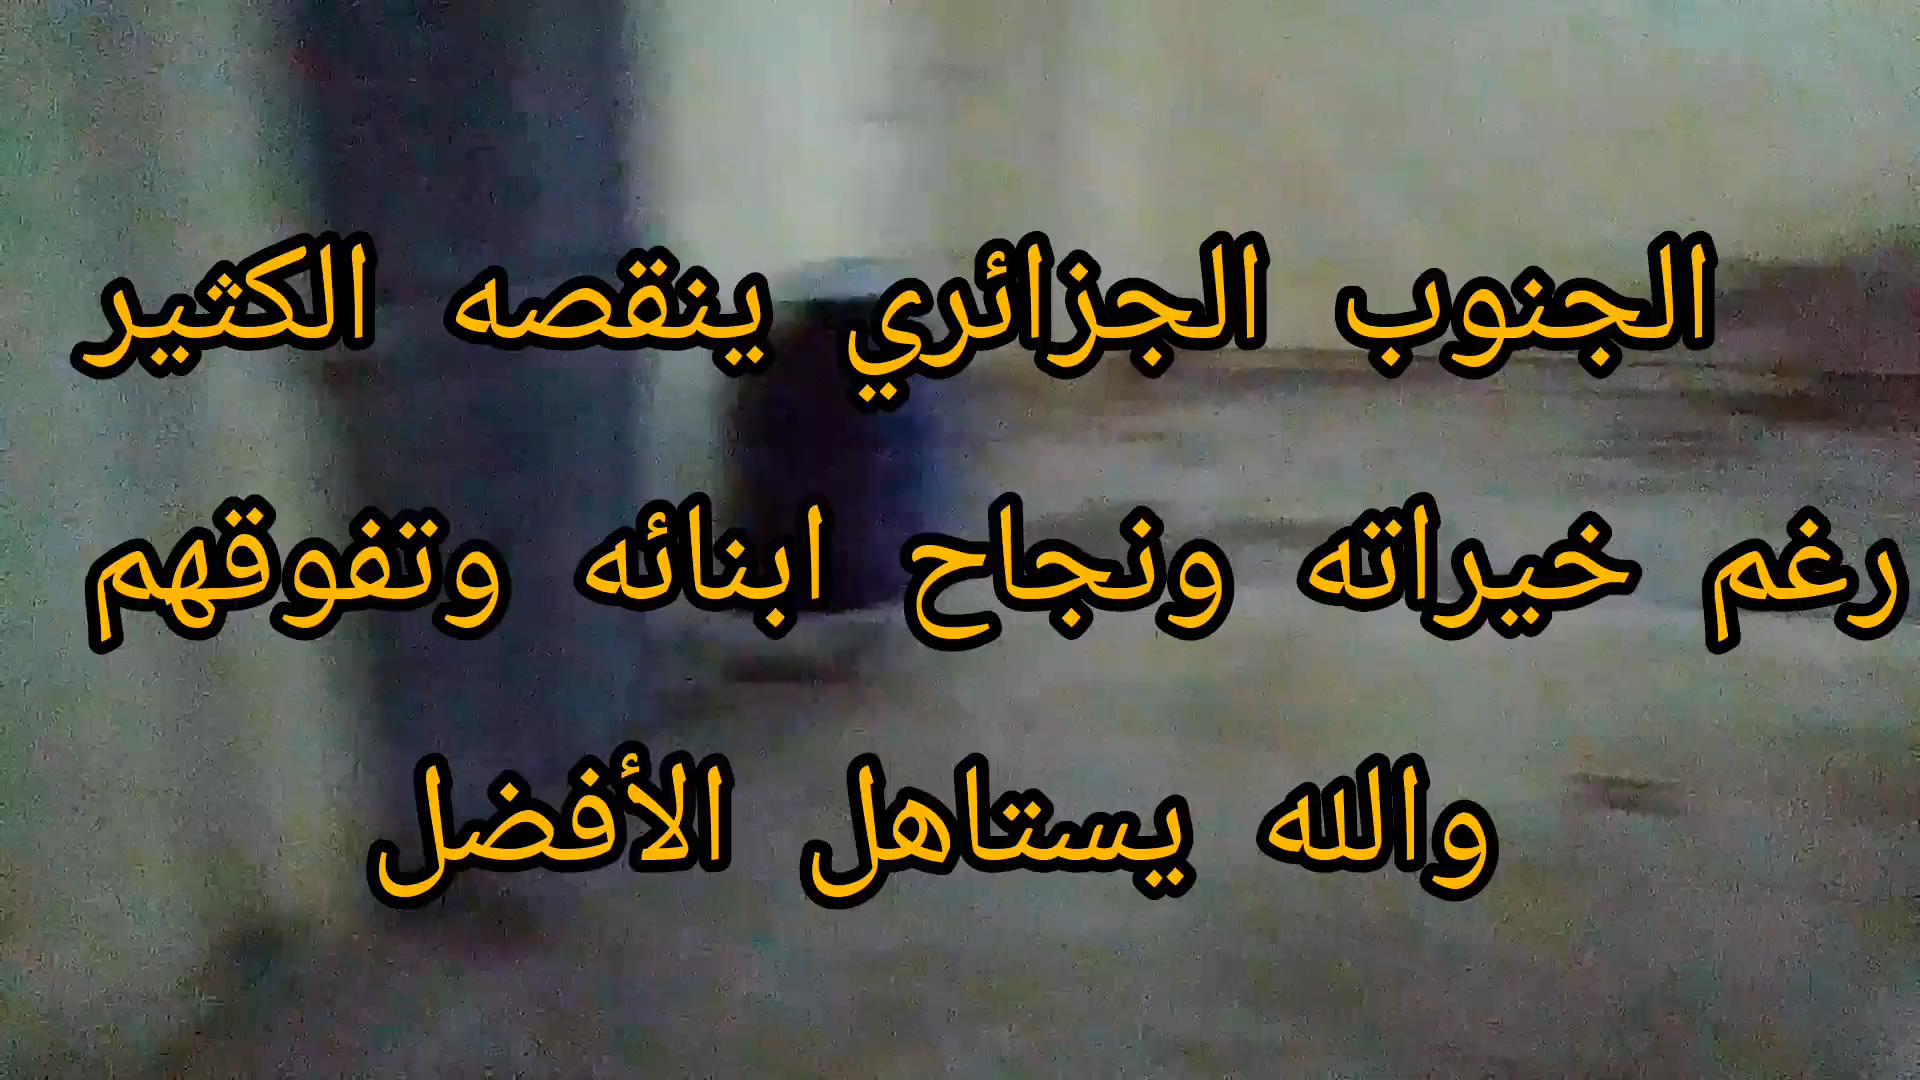 الجنوب الجزائري ينقصه الكثير
رغم خيراته ونجاح ابنائه وتفوقهم
والله يستاهل الأفضل